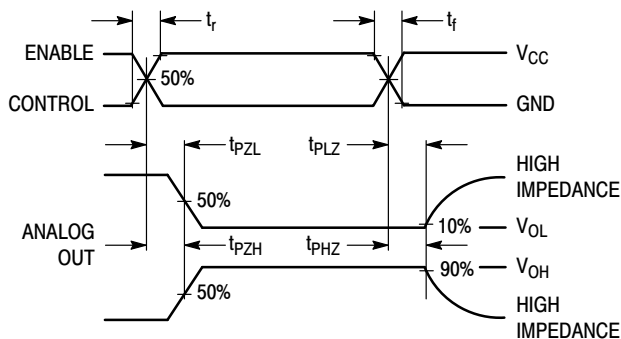 tr tf
ENABLE VCC
50%
CONTROL GND
tPZL tPLZ
HIGH
IMPEDANCE
50%
10% VOL
ANALOG
OUT
tPZH tPHZ
90% VOH
50%
HIGH
IMPEDANCE